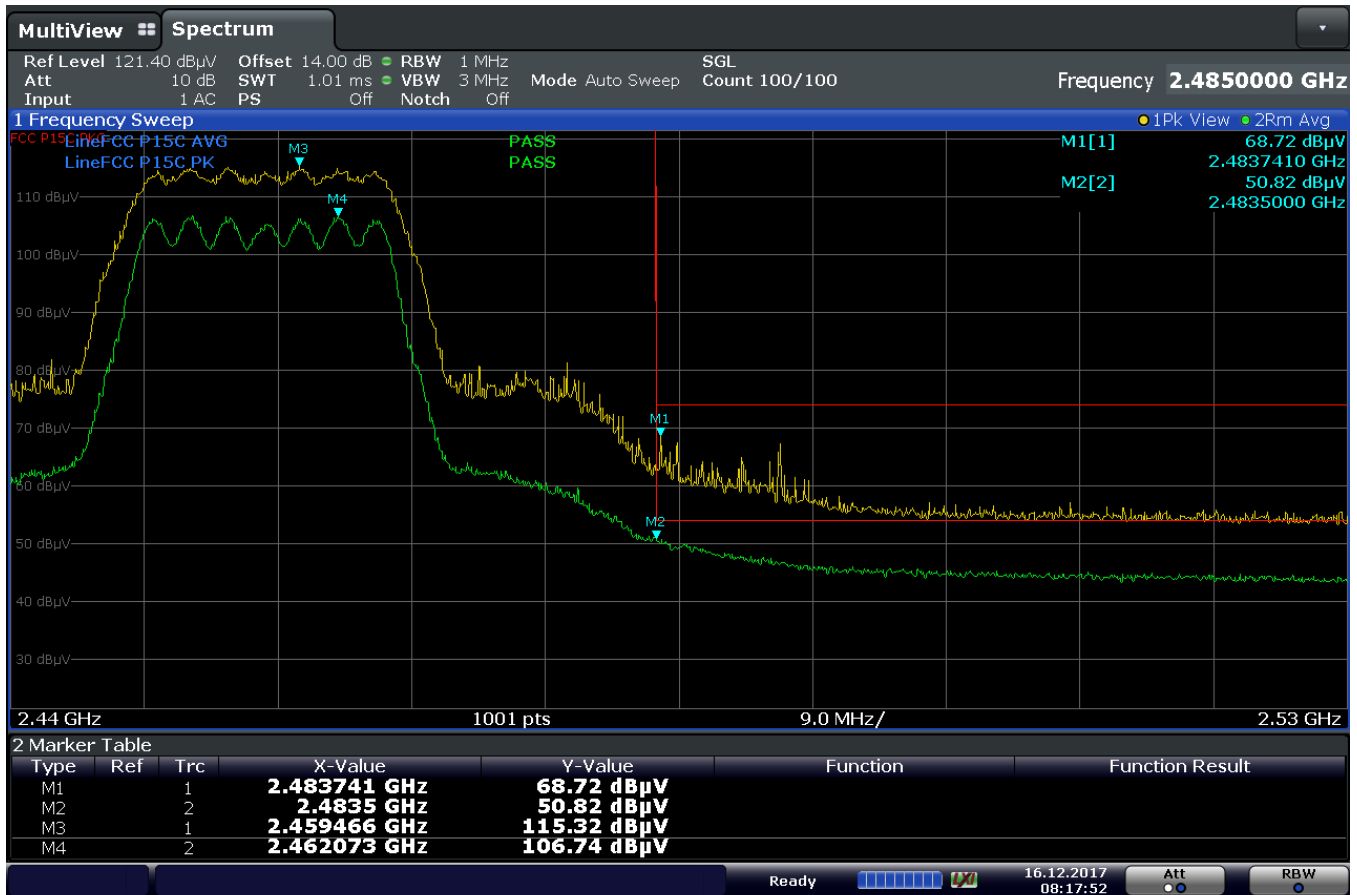 MultiView Spectrum
Ref Level 121.40 dBµV Offset 14.00 dB RBW 1 MHz SGL
Att 10 dB SWT 1.01 ms VBW 3 MHz Mode Auto Sweep Count 100/100 Frequency 2.4850000 GHz
Input 1 AC PS Off Notch Off
1 Frequency Sweep 1Pk View 2Rm Avg
LineFCC P15C AVG PASS M1[1] 68.72 dBµV
LineFCC P15C PK PASS 2.4837410 GHz
M2[2] 50.82 dBµV
2.4835000 GHz
M3
M4
110 dBµV
100 dBµV
90 dBµV
80 dBµV
M1
70 dBµV
60 dBµV
M2
50 dBµV
40 dBµV
30 dBµV
2.44 GHz 1001 pts 9.0 MHz/ 2.53 GHz
2 Marker Table
Type Ref Trc X-Value Y-Value Function Function Result
M1 1 2.483741 GHz 68.72 dBµV
M2 2 2.4835 GHz 50.82 dBµV
M3 1 2.459466 GHz 115.32 dBµV
M4 2 2.462073 GHz 106.74 dBµV
Ready LXI 16.12.2017 Att RBW
08:17:52